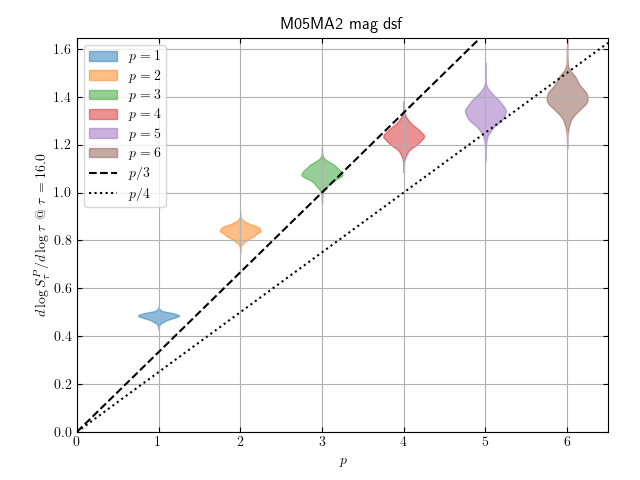 M05MA2 mag dsf
d log S_τ^P / d log τ @ τ = 16.0
1.6
1.4
1.2
1.0
0.8
0.6
0.4
0.2
0.0
p = 1
p = 2
p = 3
p = 4
p = 5
p = 6
p/3
p/4
0 1 2 3 4 5 6
p